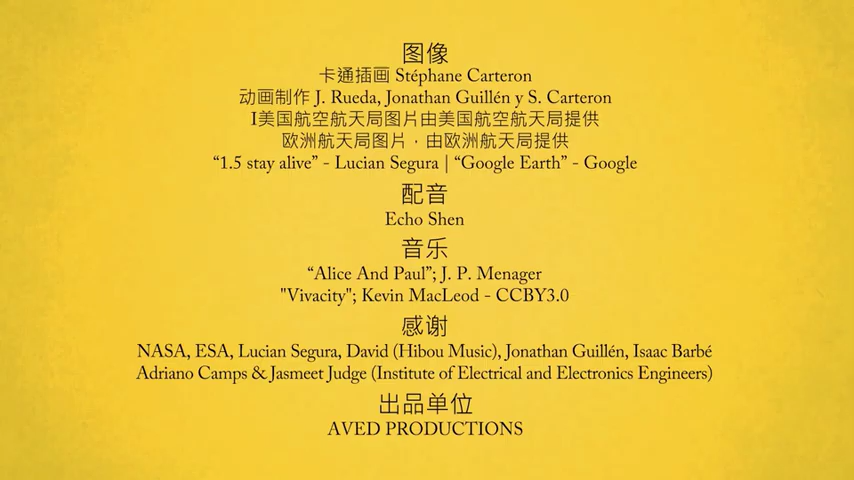 图像
卡通插画 Stéphane Carteron
动画制作 J. Rueda, Jonathan Guillén y S. Carteron
I美国航空航天局图片由美国航空航天局提供
欧洲航天局图片，由欧洲航天局提供
“1.5 stay alive” - Lucian Segura | “Google Earth” - Google
配音
Echo Shen
音乐
“Alice And Paul”; J. P. Menager
"Vivacity"; Kevin MacLeod - CCBY3.0
感谢
NASA, ESA, Lucian Segura, David (Hibou Music), Jonathan Guillén, Isaac Barbé
Adriano Camps & Jasmeet Judge (Institute of Electrical and Electronics Engineers)
出品单位
AVED PRODUCTIONS